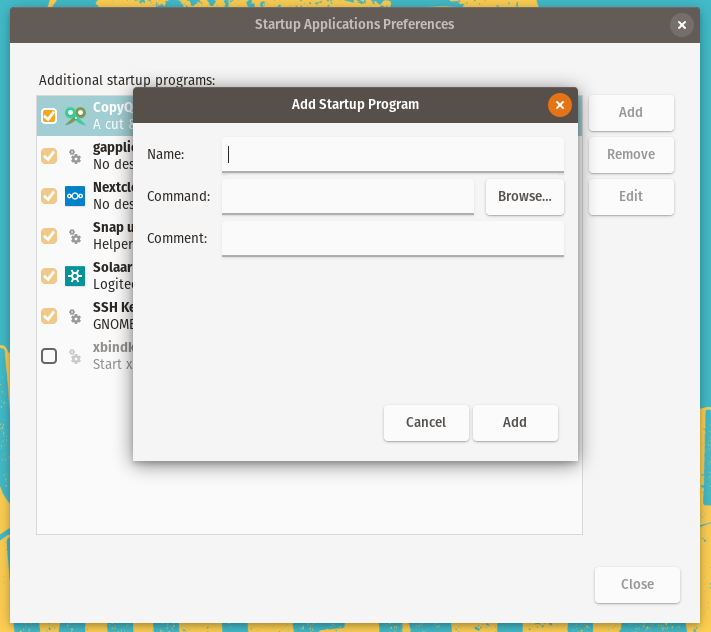 Startup Applications Preferences
Additional startup programs:
Add Startup Program
CopyQ
A cut &
Add
gapplic
No des
Name:
Remove
Nextclo
No des
Command:
Browse...
Edit
Snap u
Helper
Comment:
Solaar
Logitec
SSH Ke
GNOME
xbindk
Start x
Cancel
Add
Close